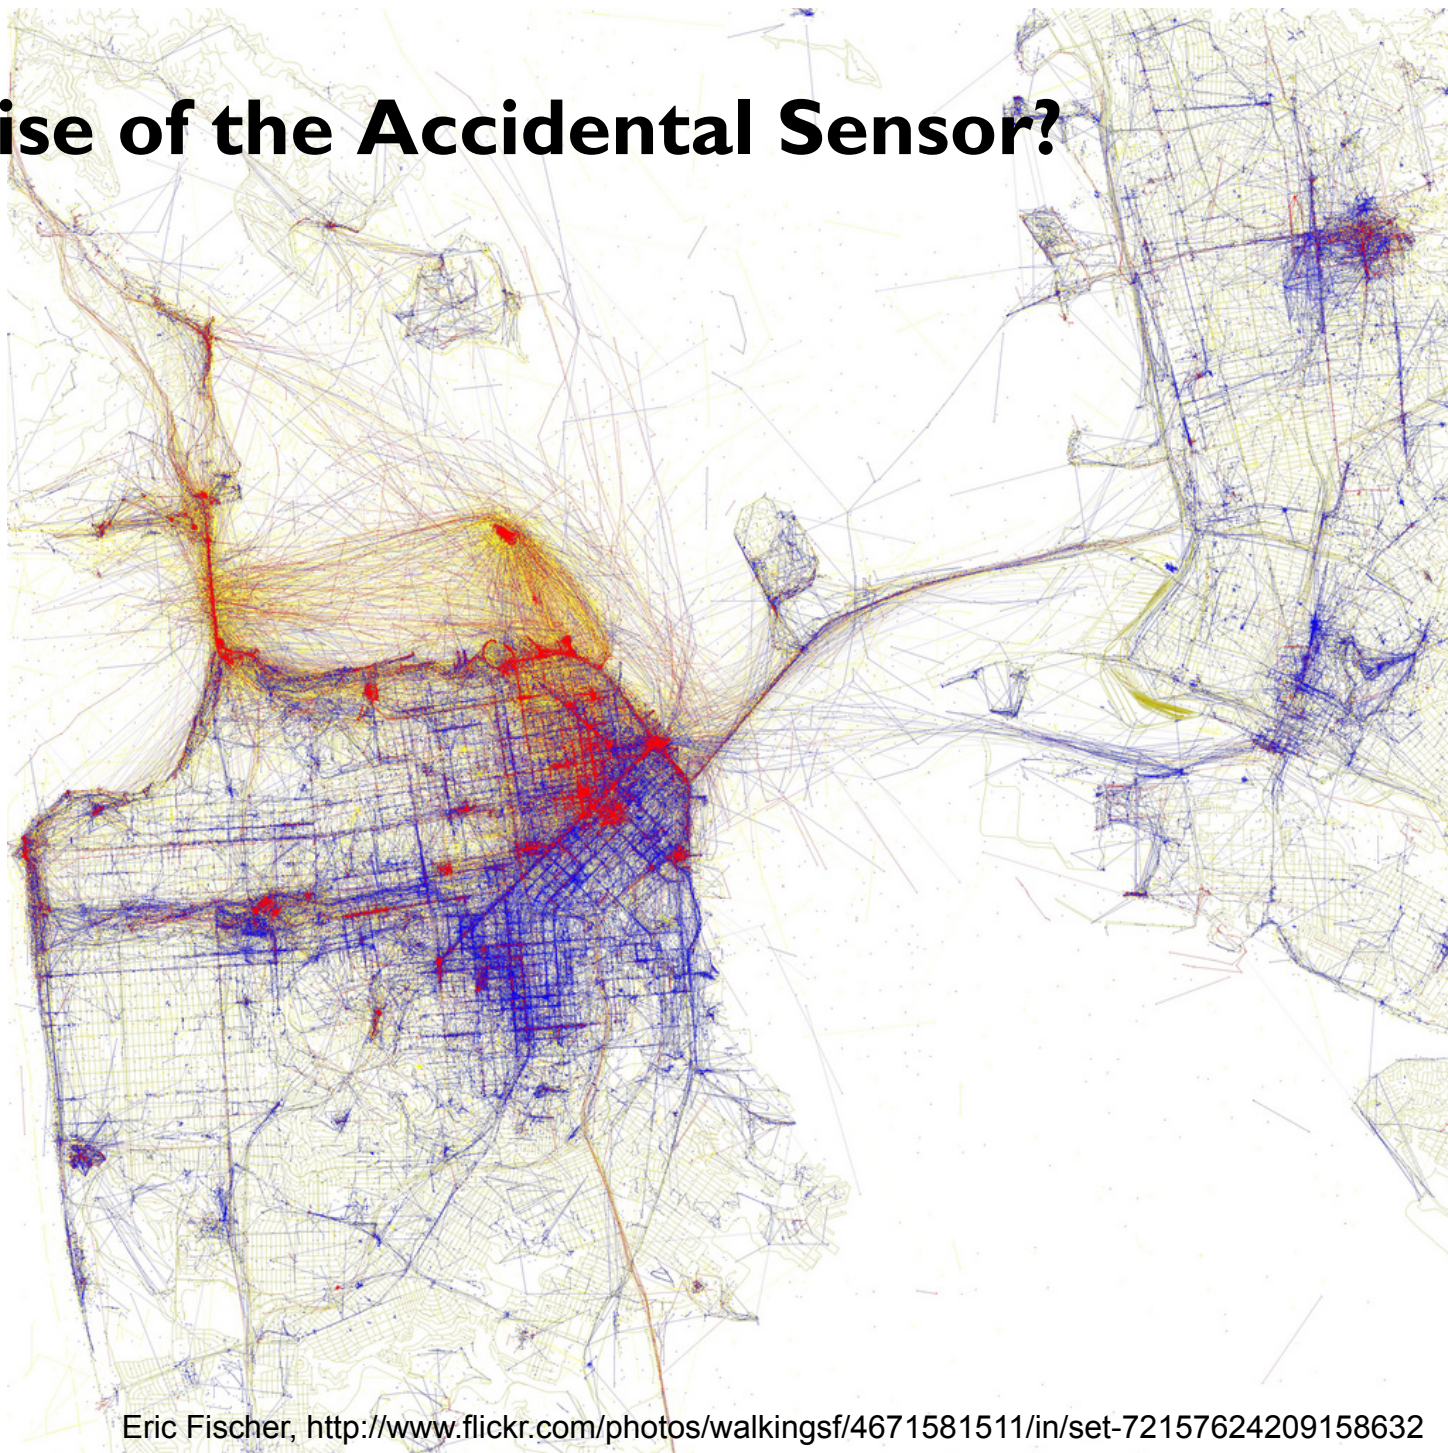 ise of the Accidental Sensor?
Eric Fischer, http://www.flickr.com/photos/walkingsf/4671581511/in/set-72157624209158632